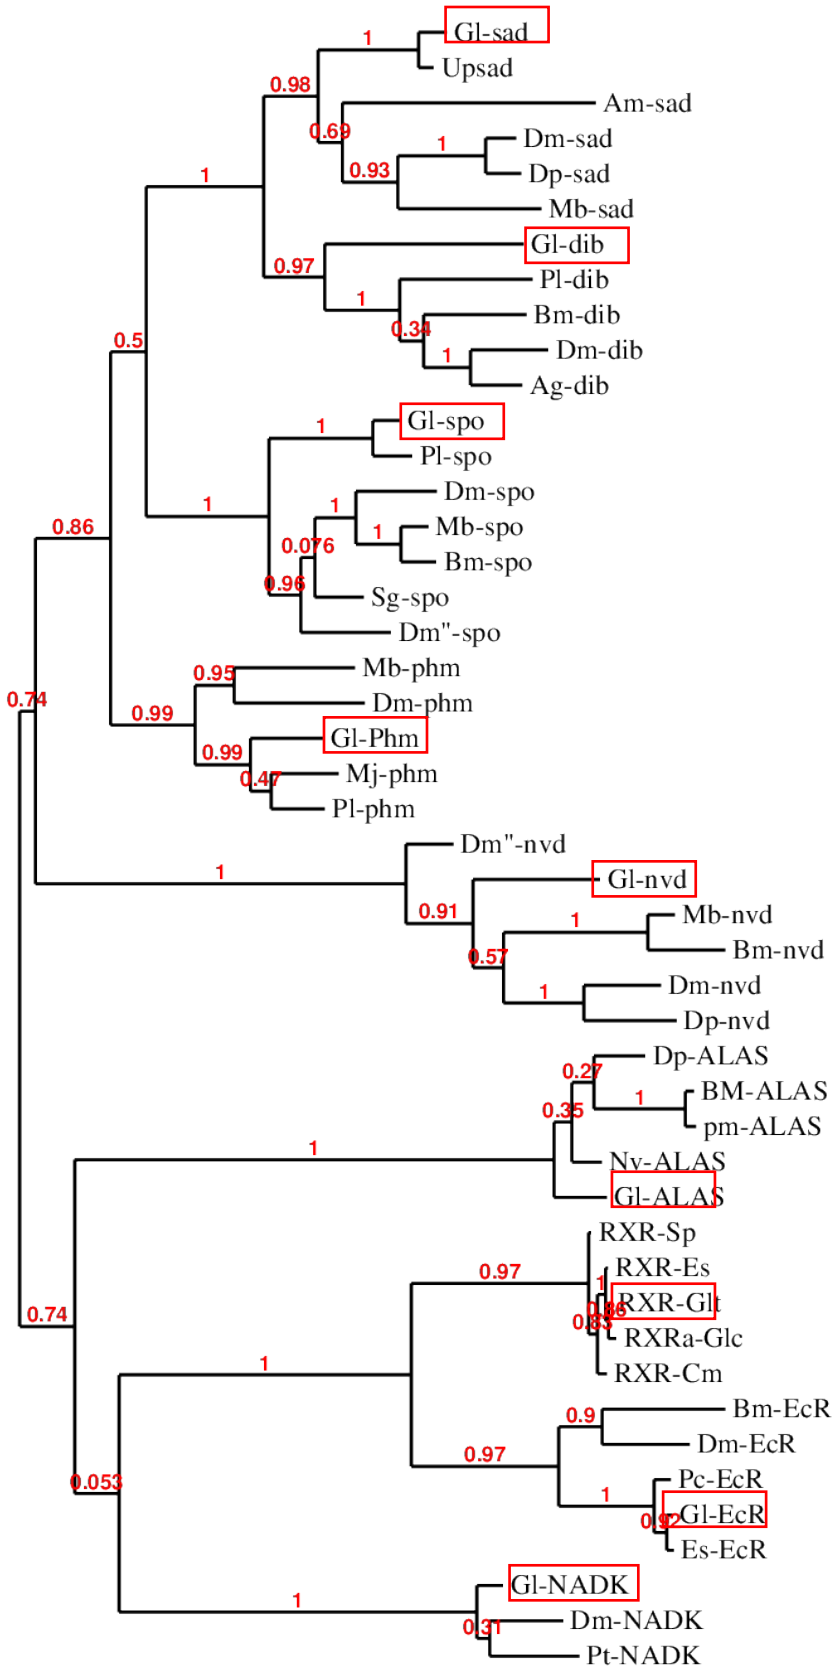 Gl-sad
1
Upsad
0.98
Am-sad
0.69
Dm-sad
1
0.93
Dp-sad
1
Mb-sad
Gl-dib
0.97
Pl-dib
1
Bm-dib
0.34
0.5
Dm-dib
1
Ag-dib
Gl-spo
1
Pl-spo
Dm-spo
1
1
Mb-spo
0.86
1
0.076
Bm-spo
0.96
Sg-spo
Dm"-spo
Mb-phm
0.95
0.74
Dm-phm
0.99
Gl-Phm
0.99
Mj-phm
0.47
Pl-phm
Dm"-nvd
1
Gl-nvd
0.91
1
Mb-nvd
0.57
Bm-nvd
1
Dm-nvd
Dp-nvd
Dp-ALAS
0.27
BM-ALAS
1
0.35
pm-ALAS
1
Nv-ALAS
Gl-ALAS
RXR-Sp
0.97
RXR-Es
1
RXR-Glt
0.74
0.83
RXRa-Glc
1
RXR-Cm
Bm-EcR
0.9
Dm-EcR
0.97
Pc-EcR
0.053
1
Gl-EcR
0.92
Es-EcR
Gl-NADK
1
Dm-NADK
0.31
Pt-NADK